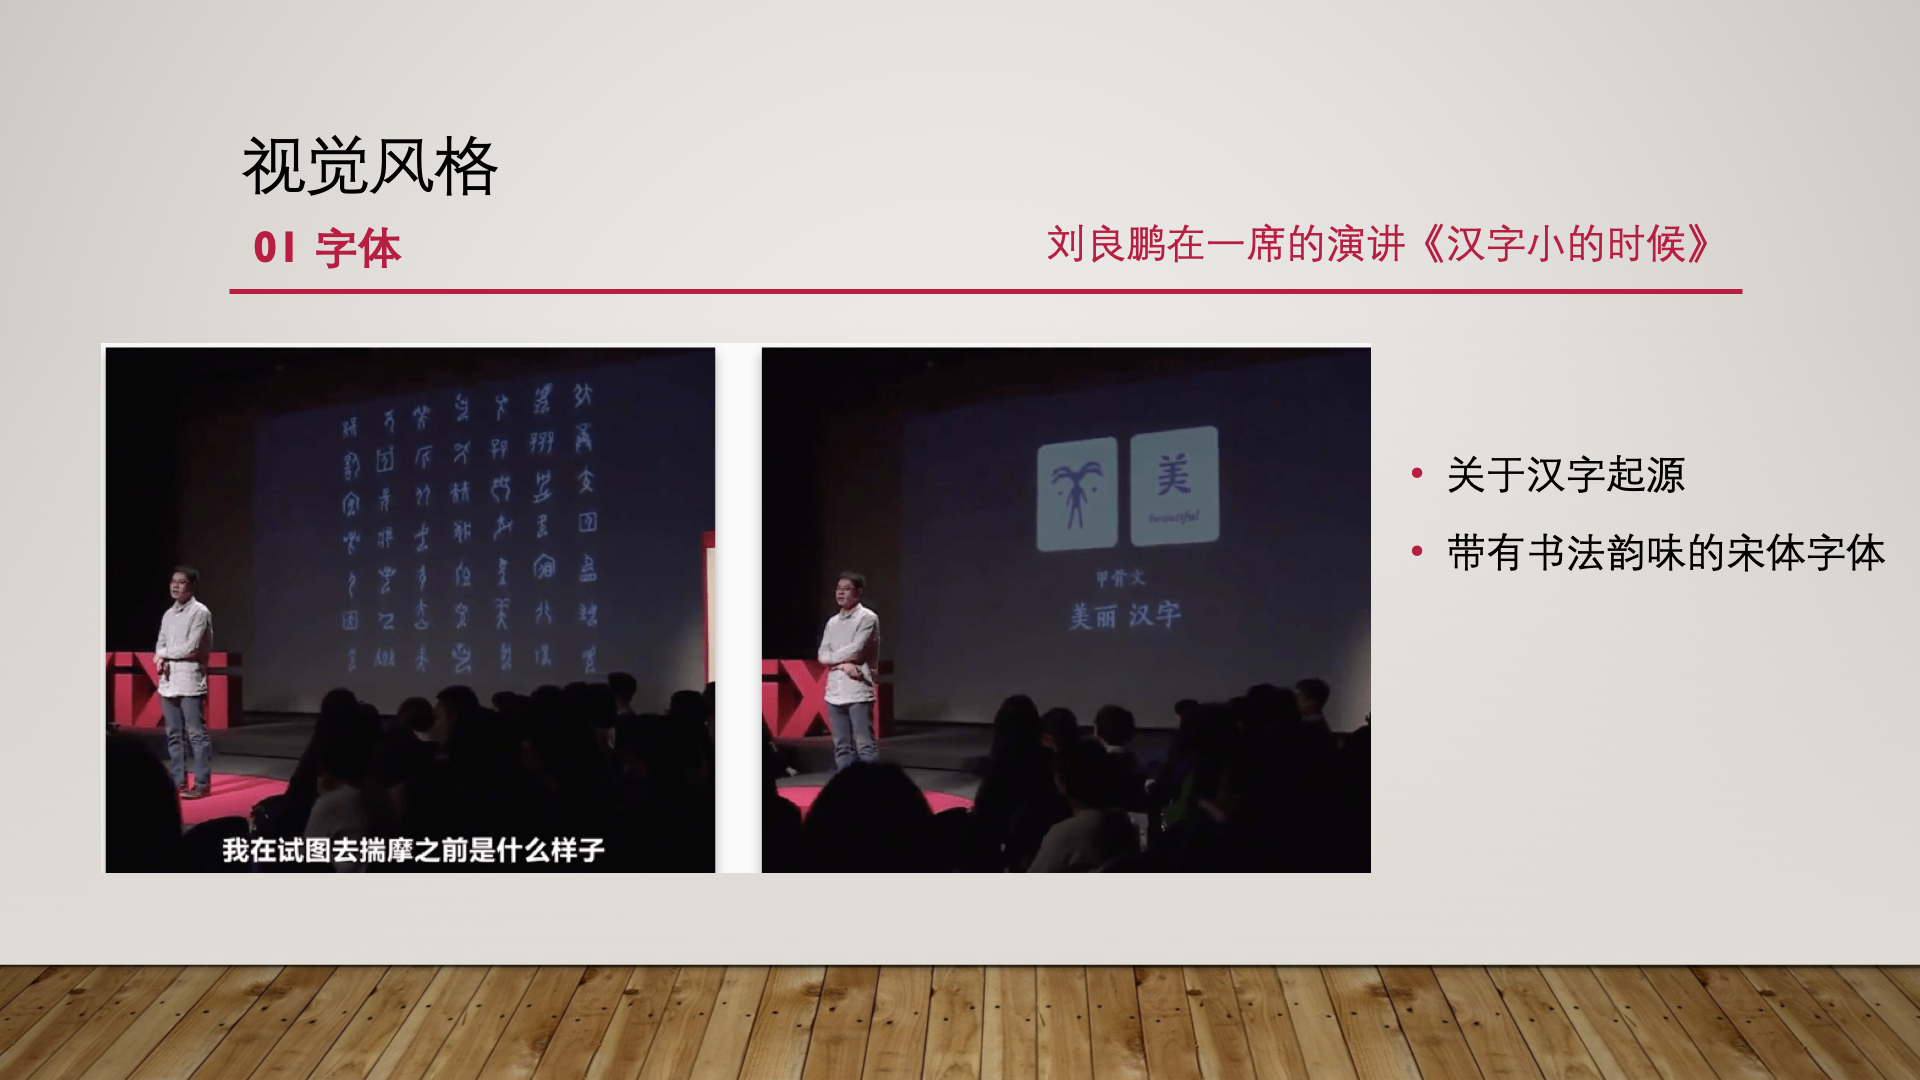 视觉风格
01 字体
刘良鹏在一席的演讲《汉字小的时候》
我在试图去揣摩之前是什么样子
美
beautiful
甲骨文
美丽 汉字
iXi
iXi
• 关于汉字起源
• 带有书法韵味的宋体字体